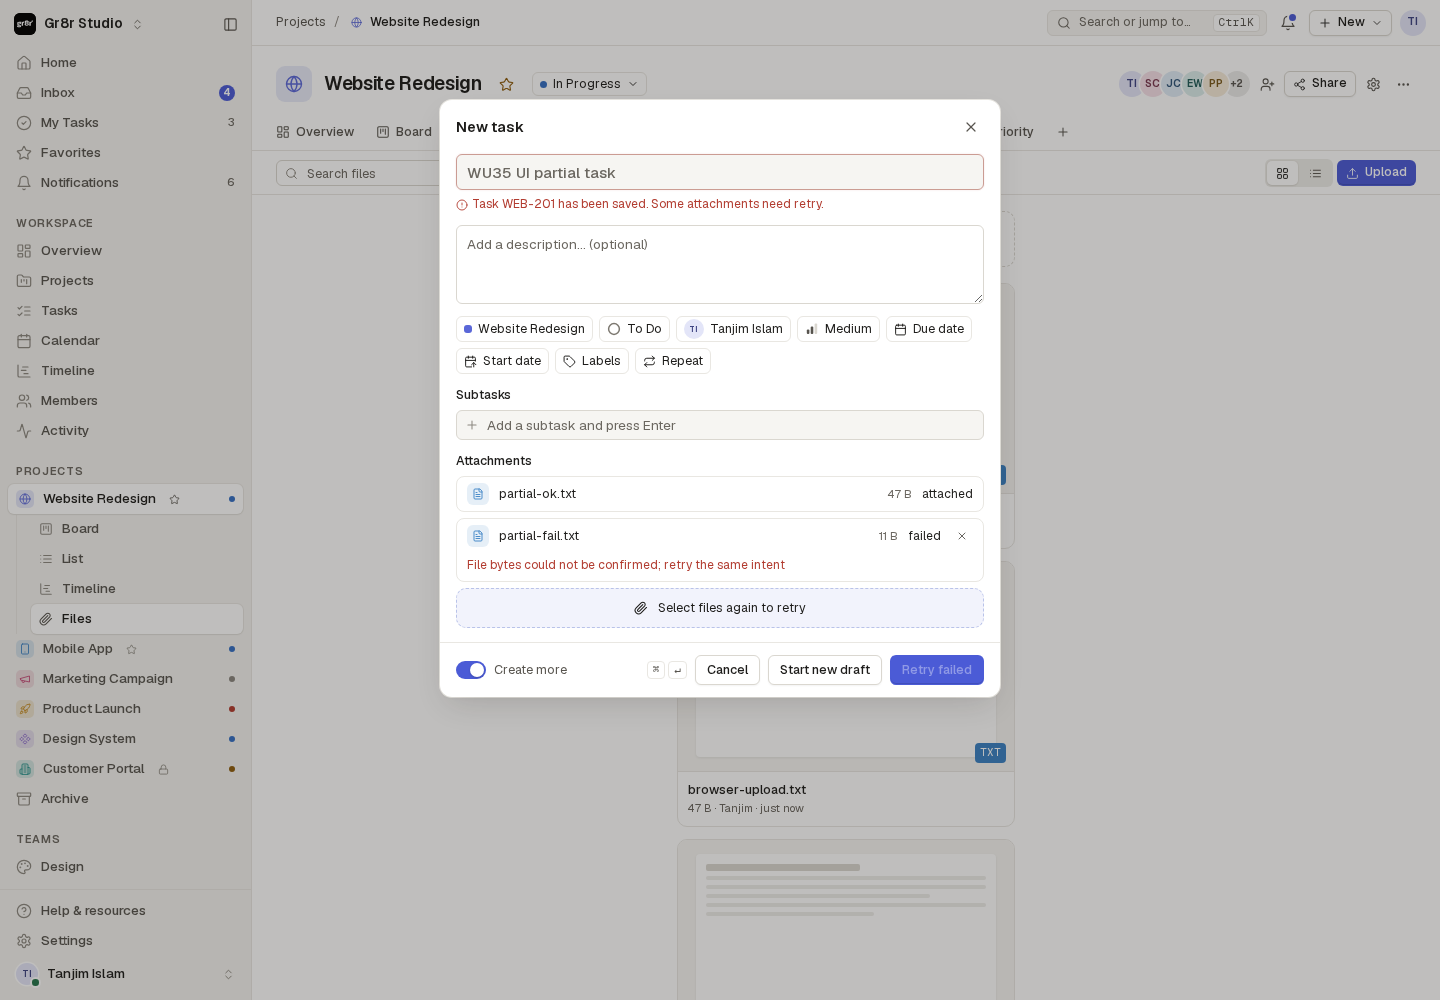 gr8r Gr8r Studio
Home
Inbox 4
My Tasks 3
Favorites
Notifications 6
WORKSPACE
Overview
Projects
Tasks
Calendar
Timeline
Members
Activity
PROJECTS
Website Redesign
Board
List
Timeline
Files
Mobile App
Marketing Campaign
Product Launch
Design System
Customer Portal
Archive
TEAMS
Design
Help & resources
Settings
TI Tanjim Islam
Projects / Website Redesign
Search or jump to... CtrlK
New
TI
Website Redesign
In Progress
TI SC JC EW PP +2
Share
Overview
Board
riority
Search files
Upload
New task
WU35 UI partial task
Task WEB-201 has been saved. Some attachments need retry.
Add a description... (optional)
Website Redesign To Do TI Tanjim Islam Medium Due date
Start date Labels Repeat
Subtasks
Add a subtask and press Enter
Attachments
partial-ok.txt 47 B attached
partial-fail.txt 11 B failed
File bytes could not be confirmed; retry the same intent
Select files again to retry
Create more ⌘ ↵ Cancel Start new draft Retry failed
TXT
browser-upload.txt
47 B · Tanjim · just now